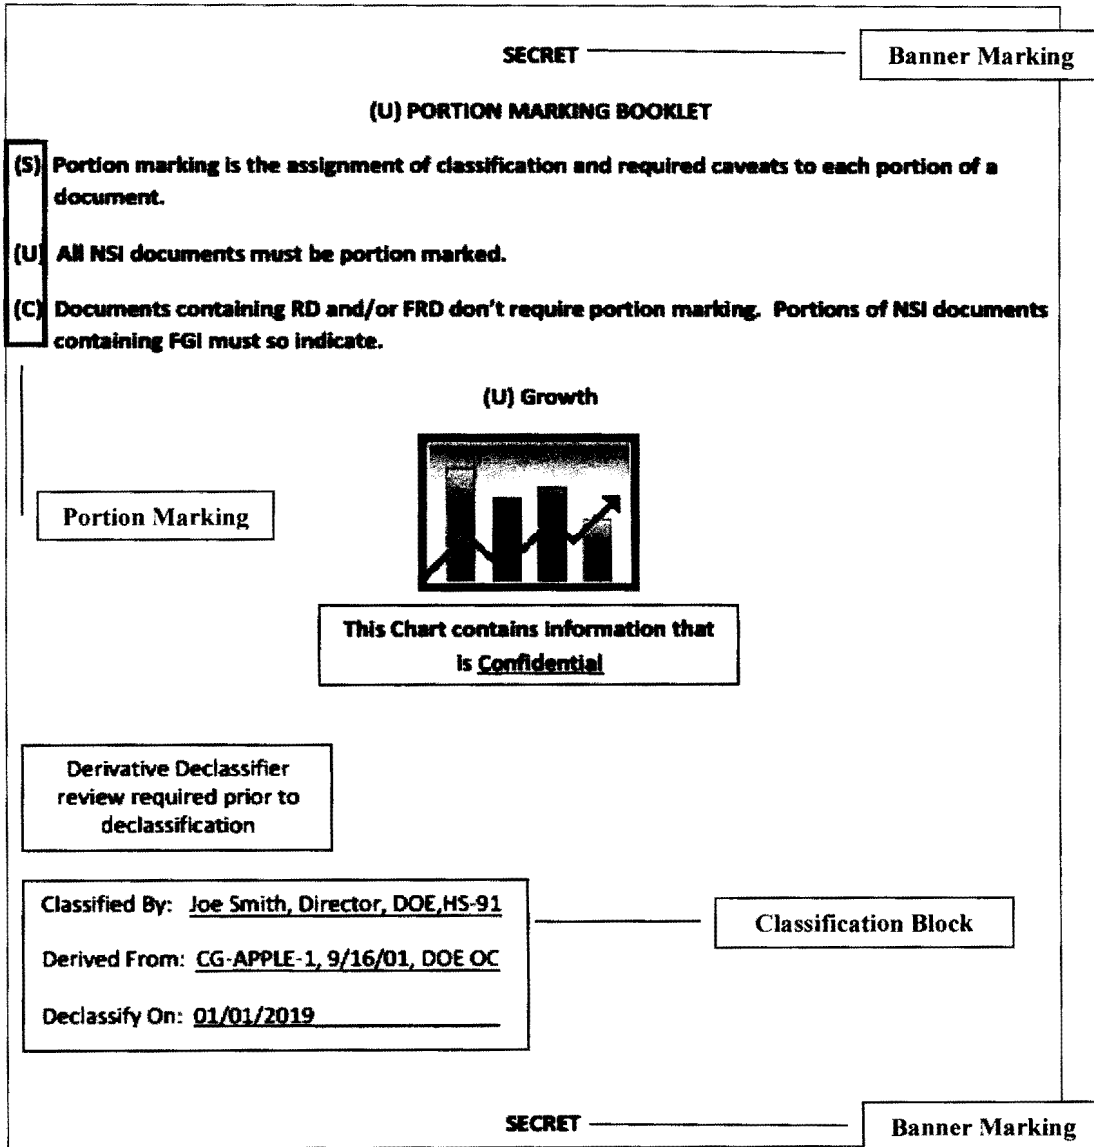 SECRET
Banner Marking
(U) PORTION MARKING BOOKLET
(S) Portion marking is the assignment of classification and required caveats to each portion of a
document.
(U) All NSI documents must be portion marked.
(C) Documents containing RD and/or FRD don't require portion marking. Portions of NSI documents
containing FGI must so indicate.
(U) Growth
Portion Marking
This Chart contains information that
is Confidential
Derivative Declassifier
review required prior to
declassification
Classified By: Joe Smith, Director, DOE,HS-91
Derived From: CG-APPLE-1, 9/16/01, DOE OC
Declassify On: 01/01/2019
Classification Block
SECRET
Banner Marking